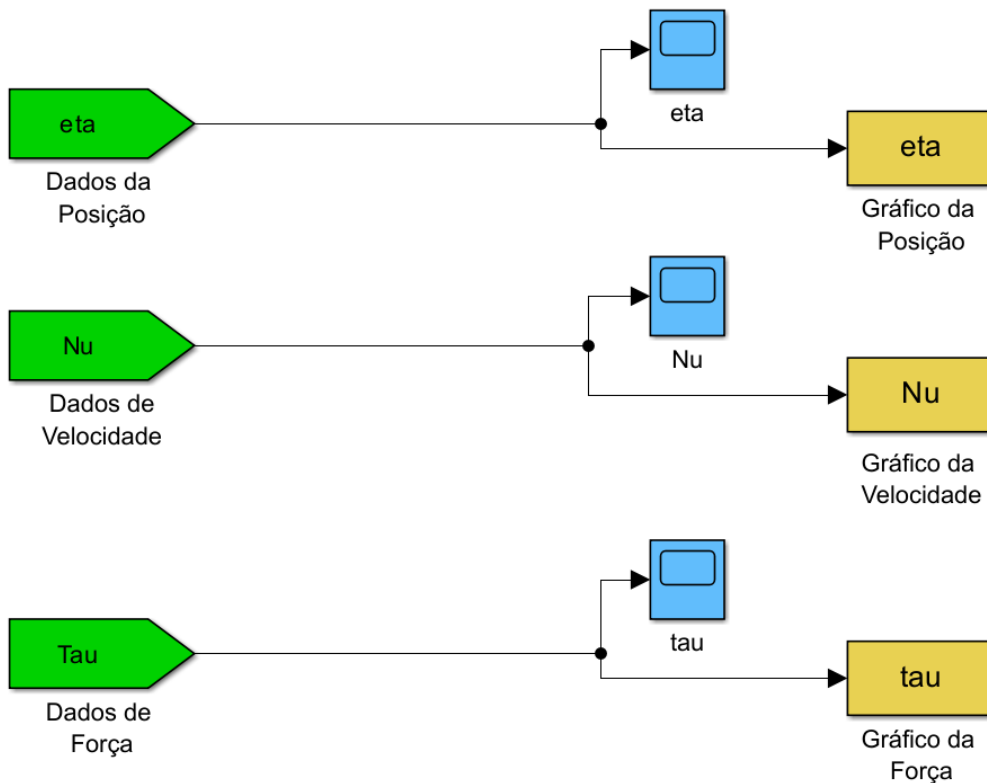 eta
eta
Dados da
Posição
eta
Gráfico da
Posição
Nu
Nu
Dados de
Velocidade
Nu
Gráfico da
Velocidade
Tau
tau
Dados de
Força
tau
Gráfico da
Força